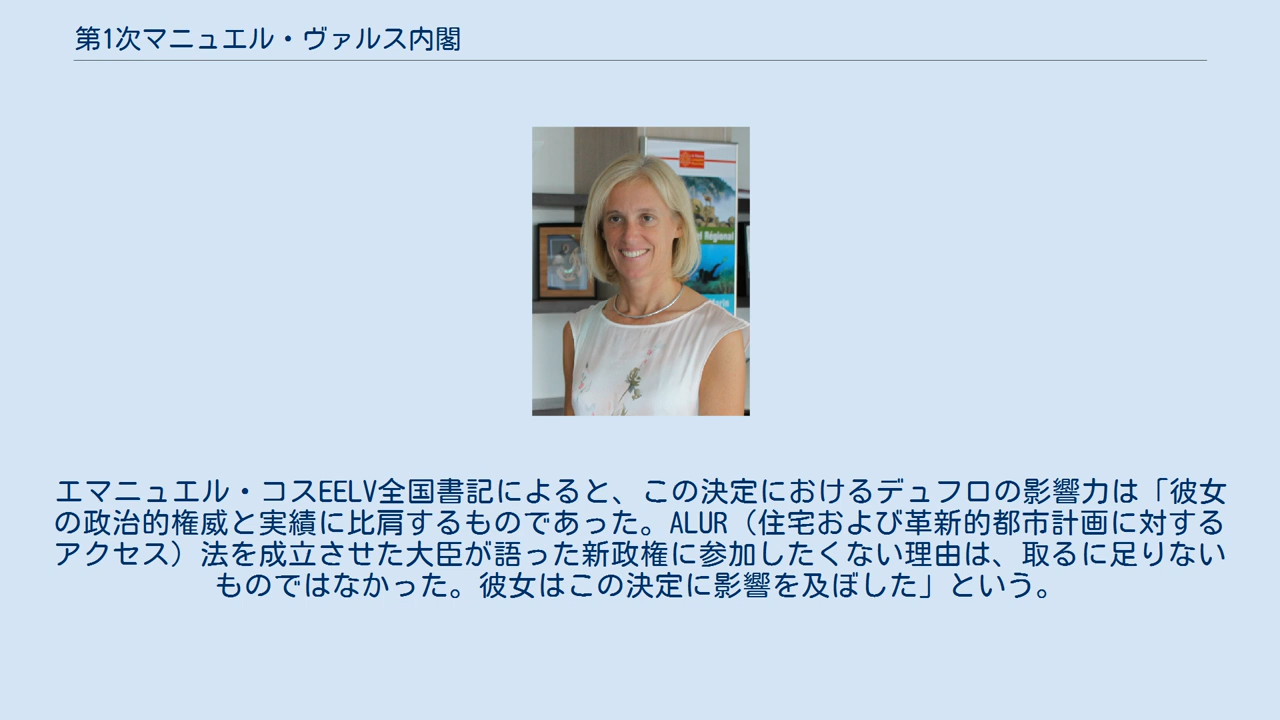 第1次マニュエル・ヴァルス内閣
el Régional
Marin
エマニュエル・コスEELV全国書記によると、この決定におけるデュフロの影響力は「彼女
の政治的権威と実績に比肩するものであった。ALUR（住宅および革新的都市計画に対する
アクセス）法を成立させた大臣が語った新政権に参加したくない理由は、取るに足りない
ものではなかった。彼女はこの決定に影響を及ぼした」という。